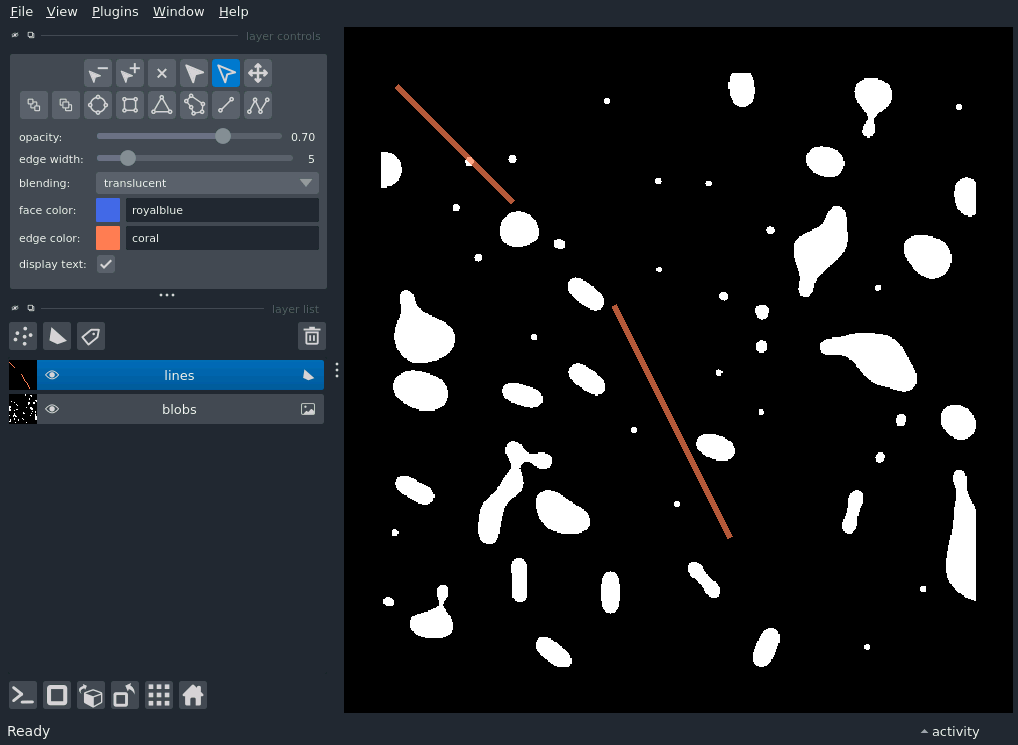 File View Plugins Window Help
layer controls
opacity: 0.70
edge width: 5
blending: translucent
face color: royalblue
edge color: coral
display text:
layer list
lines
blobs
Ready
activity